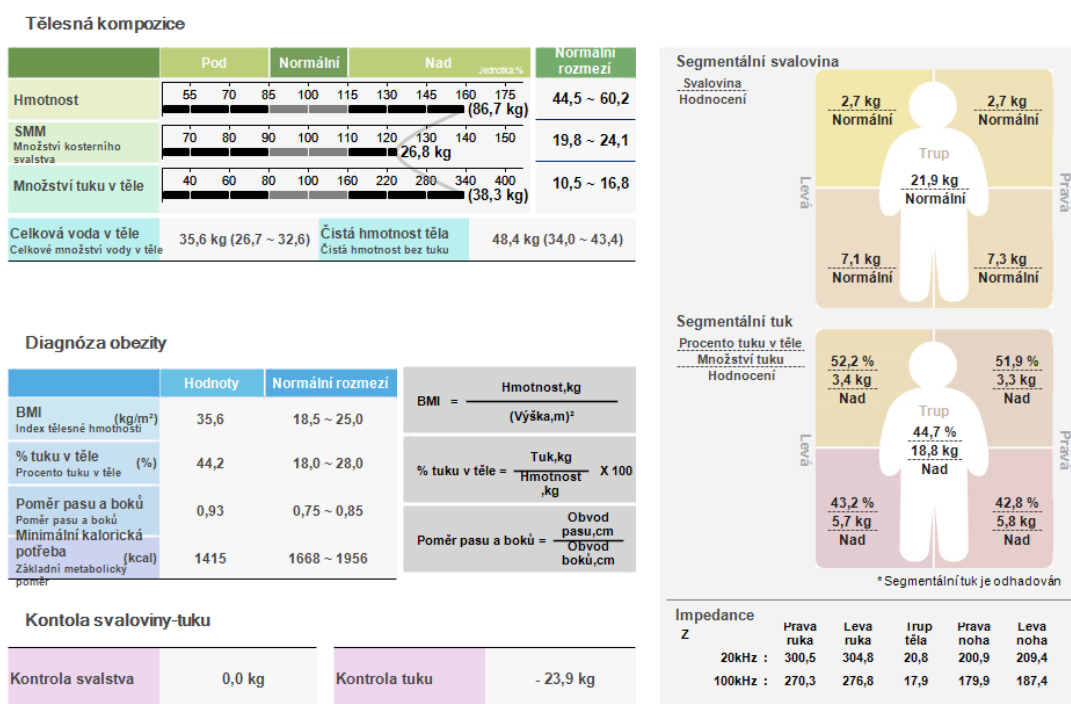 Tělesná kompozice
Pod Normální Nad Jednotka:% Normální rozmezí
Hmotnost
55 70 85 100 115 130 145 160 175
(86,7 kg)
44,5 ~ 60,2
SMM
Množství kosterního
svalstva
70 80 90 100 110 120 130 140 150
26,8 kg
19,8 ~ 24,1
Množství tuku v těle
40 60 80 100 160 220 280 340 400
(38,3 kg)
10,5 ~ 16,8
Celková voda v těle
Celkové množství vody v těle
35,6 kg (26,7 ~ 32,6)
Čistá hmotnost těla
Čistá hmotnost bez tuku
48,4 kg (34,0 ~ 43,4)
Diagnóza obezity
Hodnoty Normální rozmezí
BMI (kg/m²)
Index tělesné hmotnosti
35,6 18,5 ~ 25,0
% tuku v těle (%)
Procento tuku v těle
44,2 18,0 ~ 28,0
Poměr pasu a boků
Poměr pasu a boků
0,93 0,75 ~ 0,85
Minimální kalorická
potřeba (kcal)
Základní metabolický
poměr
1415 1668 ~ 1956
BMI = Hmotnost,kg
(Výška,m)²
% tuku v těle = Tuk,kg X 100
Hmotnost
,kg
Poměr pasu a boků = Obvod
pasu,cm
Obvod
boků,cm
Kontola svaloviny-tuku
Kontrola svalstva 0,0 kg Kontrola tuku - 23,9 kg
Segmentální svalovina
Svalovina
Hodnocení
2,7 kg
Normální
2,7 kg
Normální
Trup
21,9 kg
Normální
Levá
Pravá
7,1 kg
Normální
7,3 kg
Normální
Segmentální tuk
Procento tuku v těle
Množství tuku
Hodnocení
52,2 %
3,4 kg
Nad
51,9 %
3,3 kg
Nad
Trup
44,7 %
18,8 kg
Nad
Levá
Pravá
43,2 %
5,7 kg
Nad
42,8 %
5,8 kg
Nad
* Segmentální tuk je odhadován
Impedance
Z Prava ruka Leva ruka Trup těla Prava noha Leva noha
20kHz : 300,5 304,8 20,8 200,9 209,4
100kHz : 270,3 276,8 17,9 179,9 187,4